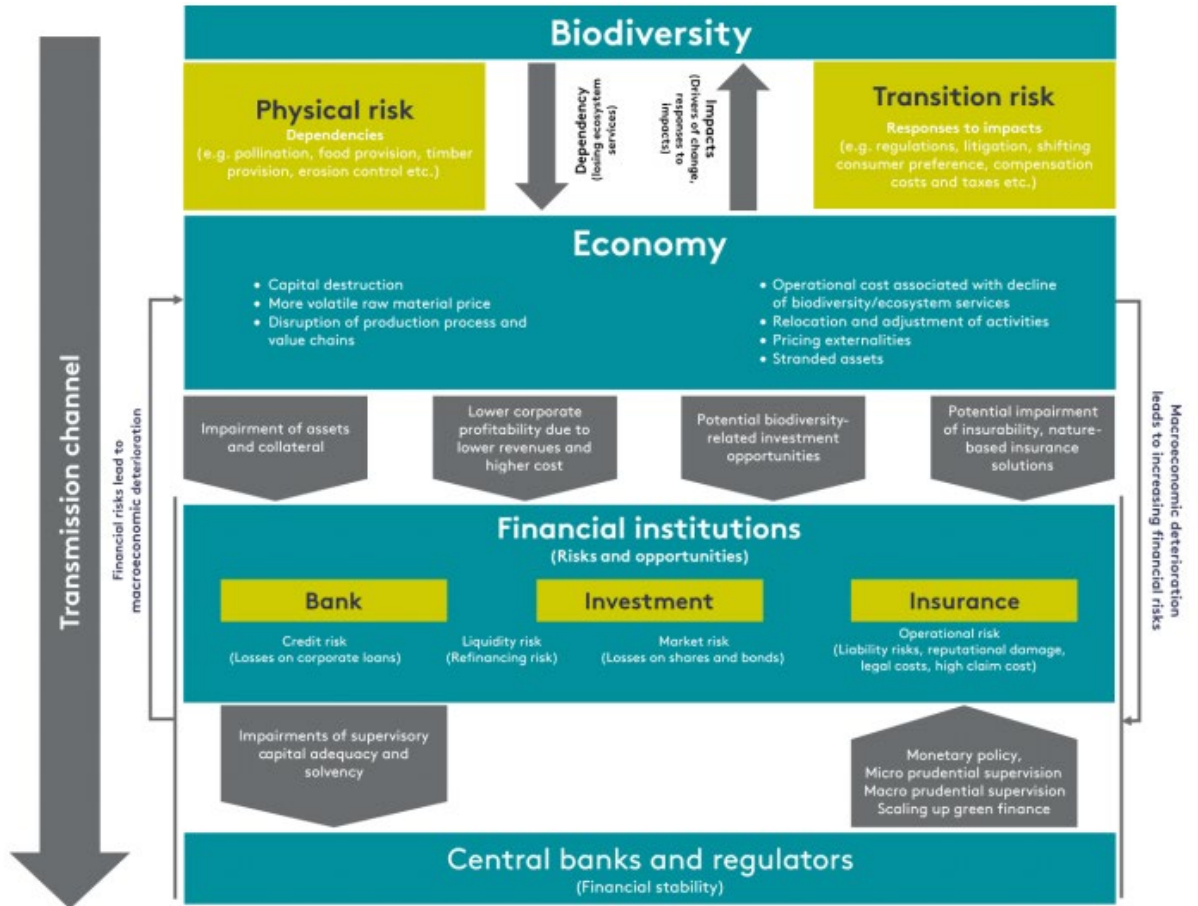 Biodiversity
Physical risk
Dependencies
(e.g. pollination, food provision, timber
provision, erosion control etc.)
Dependency
(losing ecosystem
services)
Impacts
(Drivers of change,
responses to
impacts)
Transition risk
Responses to impacts
(e.g. regulations, litigation, shifting
consumer preference, compensation
costs and taxes etc.)
Economy
• Capital destruction
• More volatile raw material price
• Disruption of production process and
value chains
• Operational cost associated with decline
of biodiversity/ecosystem services
• Relocation and adjustment of activities
• Pricing externalities
• Stranded assets
Transmission channel
Financial risks lead to
macroeconomic deterioration
Macroeconomic deterioration
leads to increasing financial risks
Impairment of assets
and collateral
Lower corporate
profitability due to
lower revenues and
higher cost
Potential biodiversity-
related investment
opportunities
Potential impairment
of insurability, nature-
based insurance
solutions
Financial institutions
(Risks and opportunities)
Bank
Investment
Insurance
Credit risk
(Losses on corporate loans)
Liquidity risk
(Refinancing risk)
Market risk
(Losses on shares and bonds)
Operational risk
(Liability risks, reputational damage,
legal costs, high claim cost)
Impairments of supervisory
capital adequacy and
solvency
Monetary policy,
Micro prudential supervision
Macro prudential supervision
Scaling up green finance
Central banks and regulators
(Financial stability)